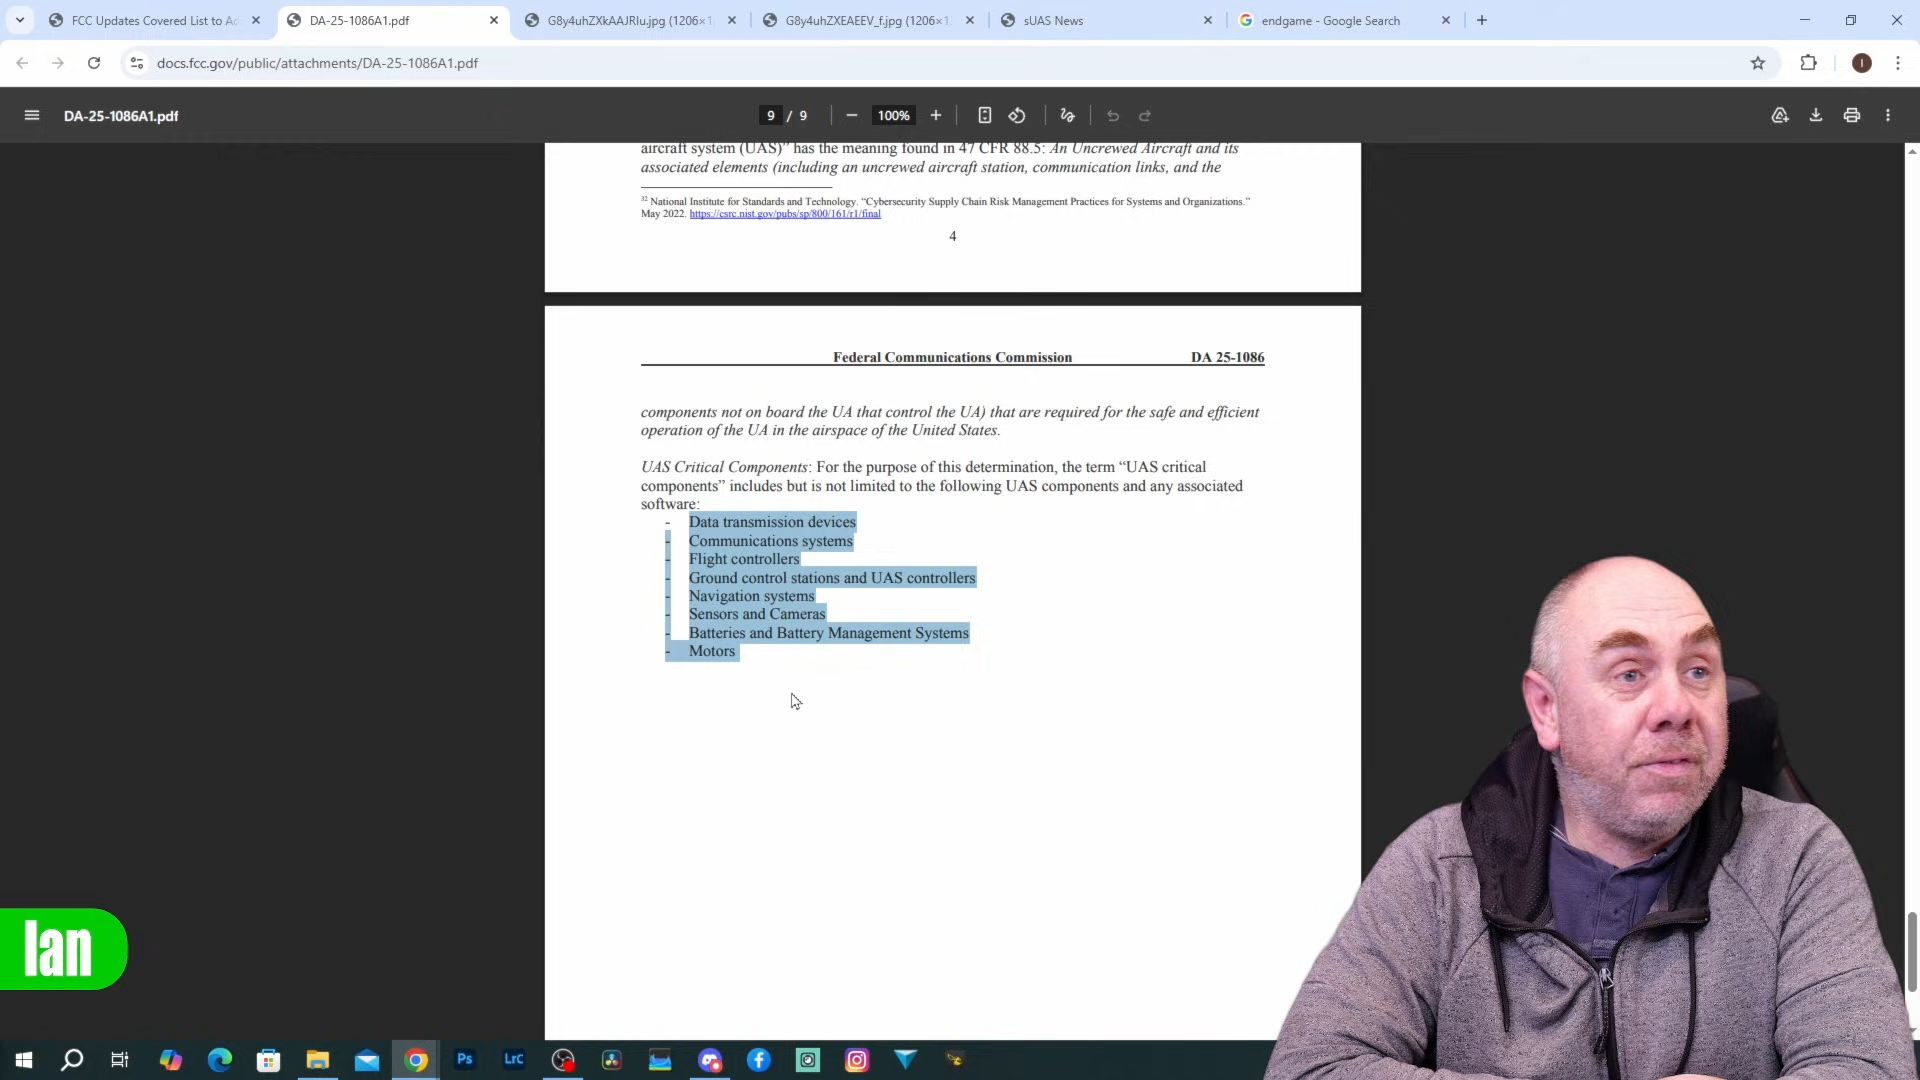 FCC Updates Covered List to Ad
DA-25-1086A1.pdf
G8y4uhZXkAAJRlu.jpg (1206×1
G8y4uhZXEAEEV_f.jpg (1206×1
sUAS News
endgame - Google Search
docs.fcc.gov/public/attachments/DA-25-1086A1.pdf
DA-25-1086A1.pdf
9 / 9
100%
aircraft system (UAS)” has the meaning found in 47 CFR 88.5: An Uncrewed Aircraft and its
associated elements (including an uncrewed aircraft station, communication links, and the
32 National Institute for Standards and Technology. “Cybersecurity Supply Chain Risk Management Practices for Systems and Organizations.”
May 2022. https://csrc.nist.gov/pubs/sp/800/161/r1/final
4
Federal Communications Commission DA 25-1086
components not on board the UA that control the UA) that are required for the safe and efficient
operation of the UA in the airspace of the United States.
UAS Critical Components: For the purpose of this determination, the term “UAS critical
components” includes but is not limited to the following UAS components and any associated
software:
- Data transmission devices
- Communications systems
- Flight controllers
- Ground control stations and UAS controllers
- Navigation systems
- Sensors and Cameras
- Batteries and Battery Management Systems
- Motors
Ian
Ps
Lrc